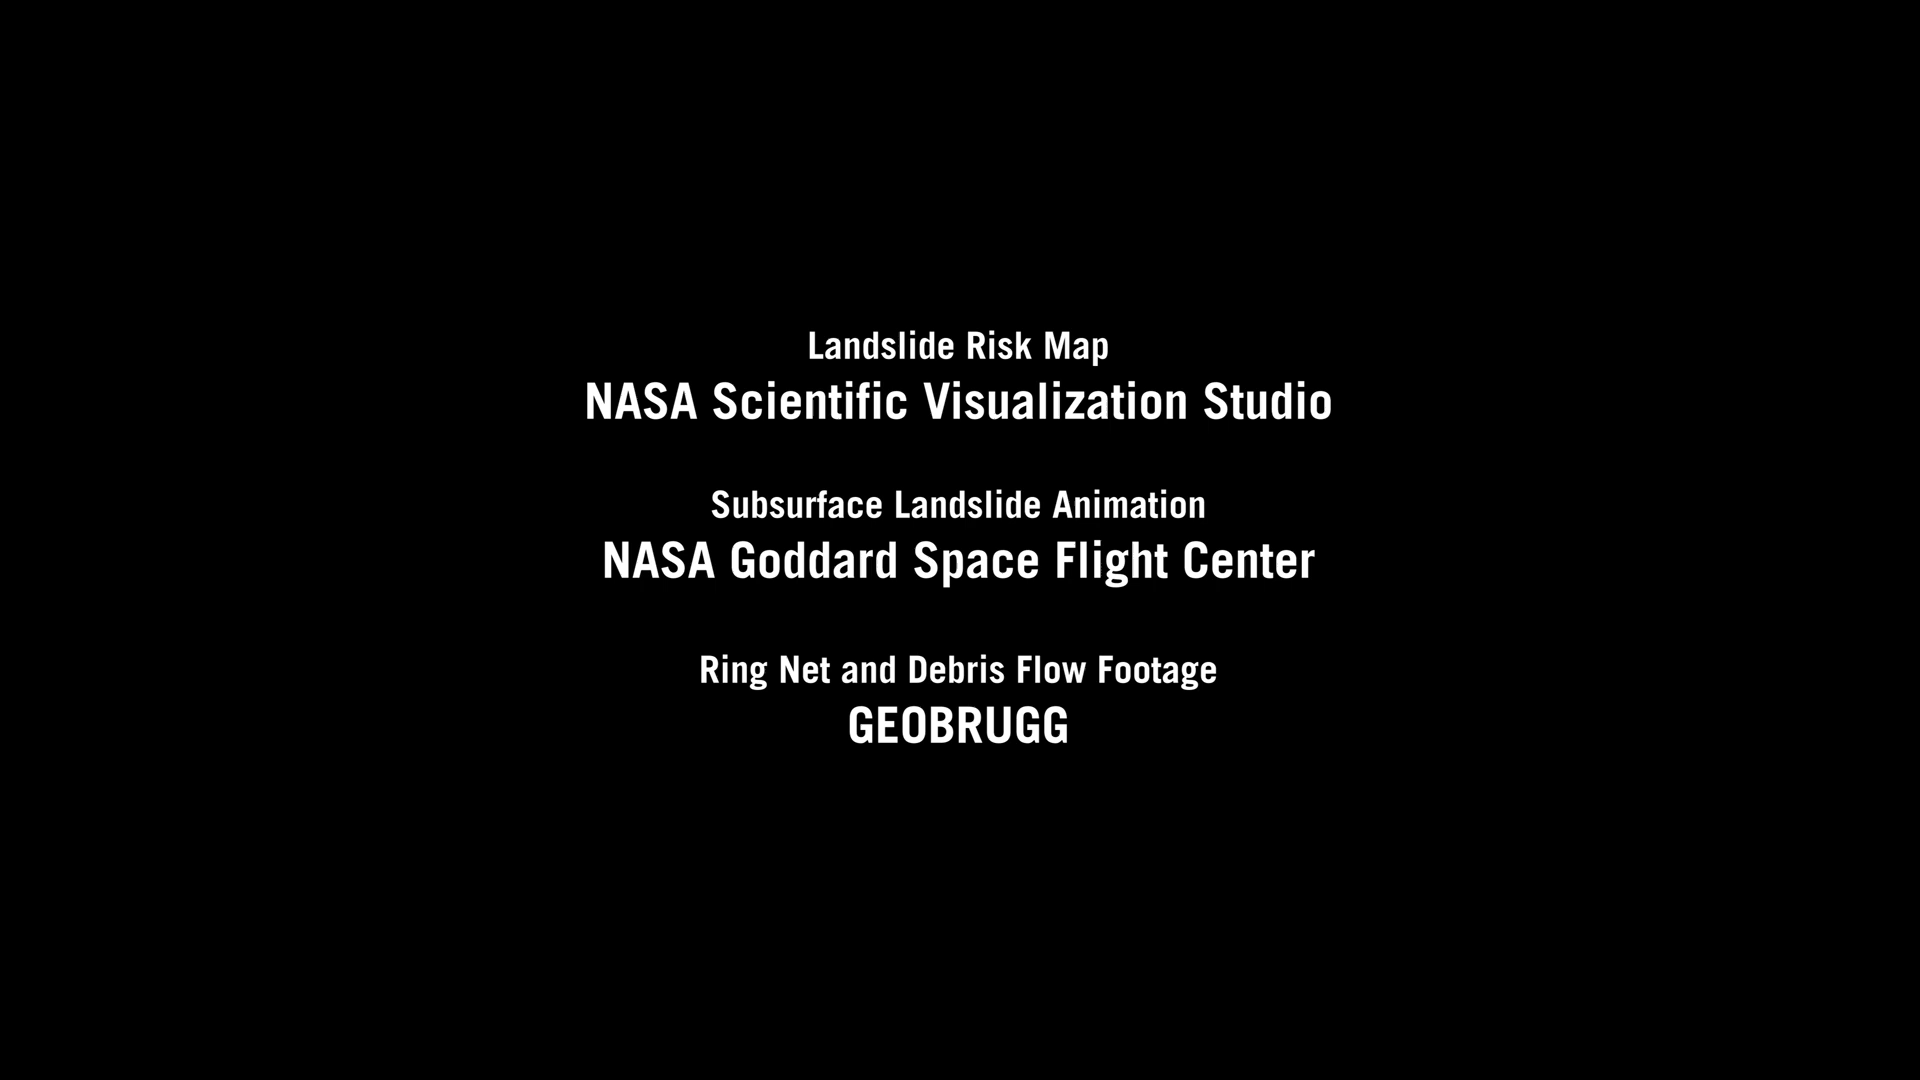 Landslide Risk Map
NASA Scientific Visualization Studio
Subsurface Landslide Animation
NASA Goddard Space Flight Center
Ring Net and Debris Flow Footage
GEOBRUGG